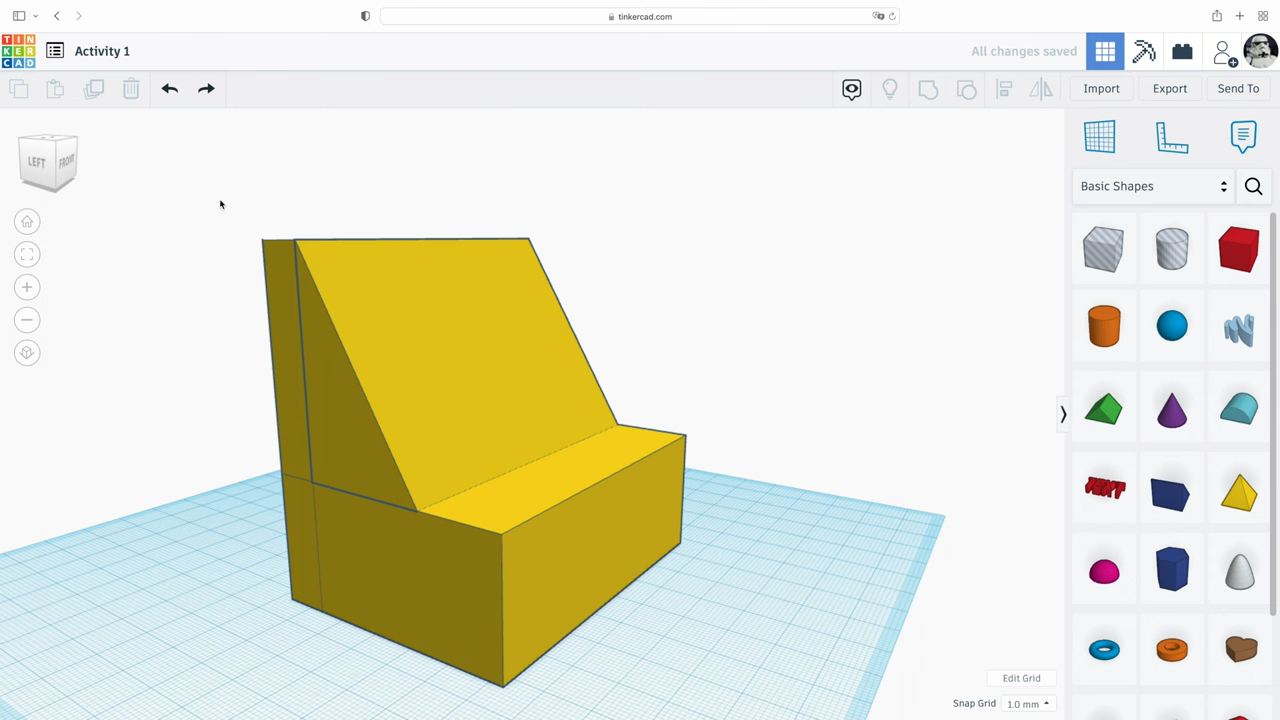 tinkercad.com
TIN
KER
CAD
Activity 1
All changes saved
Import
Export
Send To
LEFT
FRONT
Basic Shapes
TEXT
Edit Grid
Snap Grid
1.0 mm